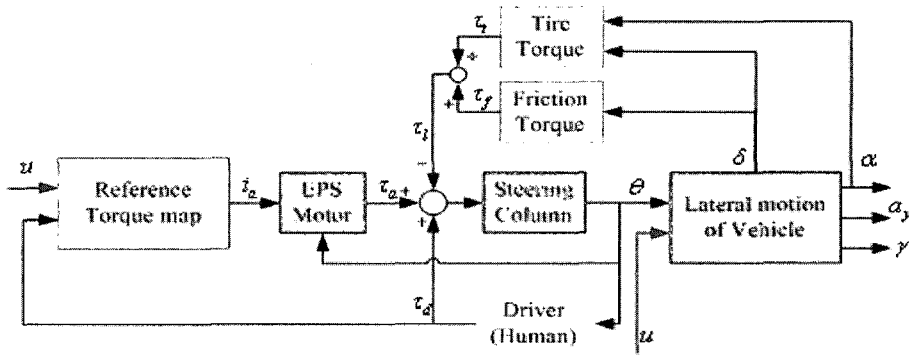 τ_t
Tire
Torque
+
+
τ_f
Friction
Torque
τ_l
−
u
Reference
Torque map
i_a
EPS
Motor
τ_a
+
+
Steering
Column
θ
δ
α
Lateral motion
of Vehicle
a_y
γ
τ_d
Driver
(Human)
u